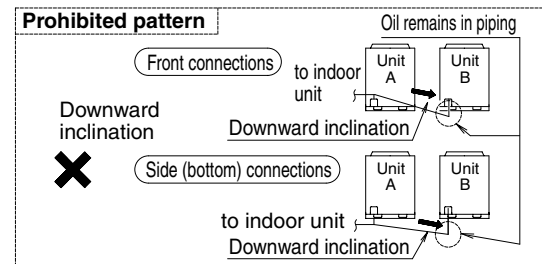 Prohibited pattern
Oil remains in piping
Front connections
to indoor
unit
Unit
A
Unit
B
Downward
inclination
Downward inclination
Side (bottom) connections
Unit
A
Unit
B
to indoor unit
Downward inclination